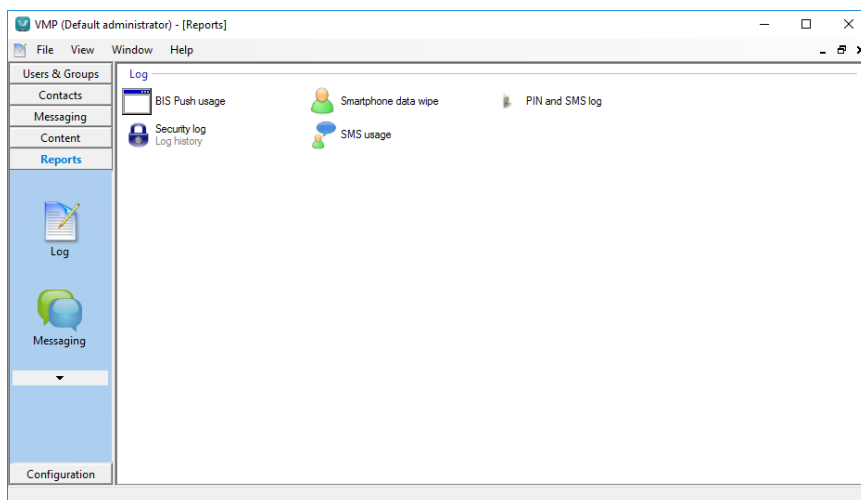 VMP (Default administrator) - [Reports]
File View Window Help
Users & Groups
Contacts
Messaging
Content
Reports
Log
Messaging
Configuration
Log
BIS Push usage
Smartphone data wipe
PIN and SMS log
Security log
Log history
SMS usage